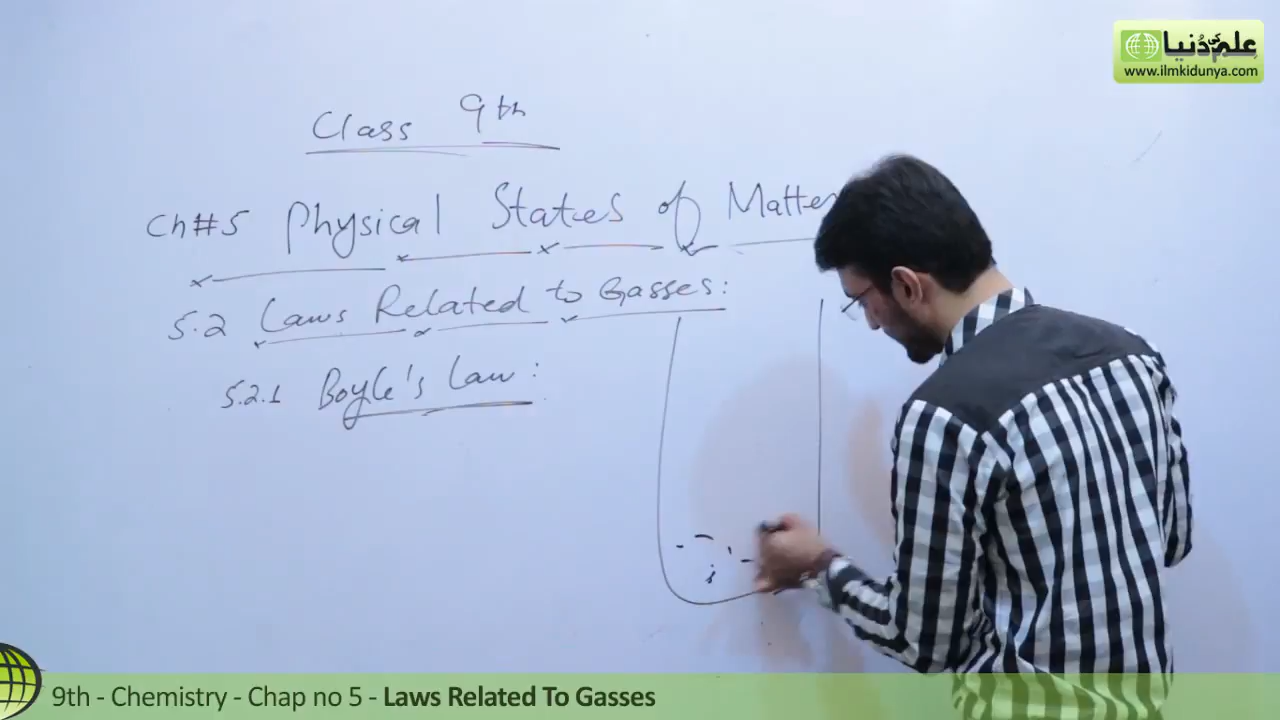 علم کی دُنیا
www.ilmkidunya.com
Class 9th
Ch#5 Physical States of Matter
5.2 Laws Related to Gasses:
5.2.1 Boyle's Law:
9th - Chemistry - Chap no 5 - Laws Related To Gasses